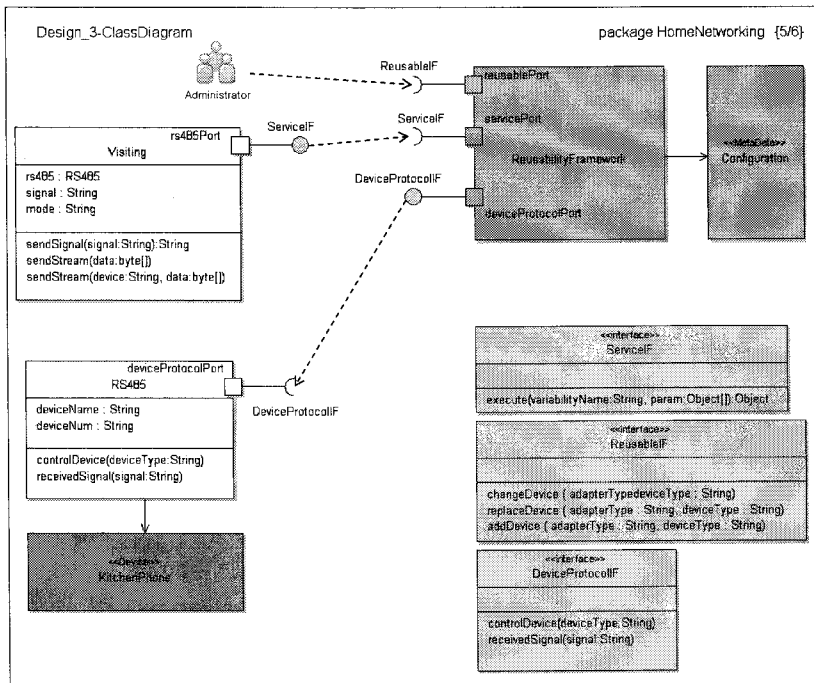 Design_3-ClassDiagram
package HomeNetworking {5/6}
Administrator
ReusableIF
reusablePort
rs485Port
Visiting
rs485 : RS485
signal : String
mode : String
sendSignal(signal:String):String
sendStream(data:byte[])
sendStream(device:String, data:byte[])
ServiceIF
ServiceIF
servicePort
ReusabilityFramework
DeviceProtocolIF
deviceProtocolPort
<<MetaData>>
Configuration
deviceProtocolPort
RS485
deviceName : String
deviceNum : String
controlDevice(deviceType:String)
receivedSignal(signal:String)
DeviceProtocolIF
<<Device>>
KitchenPhone
<<interface>>
ServiceIF
execute(variabilityName:String, param:Object[]):Object
<<interface>>
ReusableIF
changeDevice ( adapterTypedeviceType : String)
replaceDevice ( adapterType : String, deviceType : String)
addDevice ( adapterType : String, deviceType : String)
<<interface>>
DeviceProtocolIF
controlDevice(deviceType:String)
receivedSignal(signal:String)